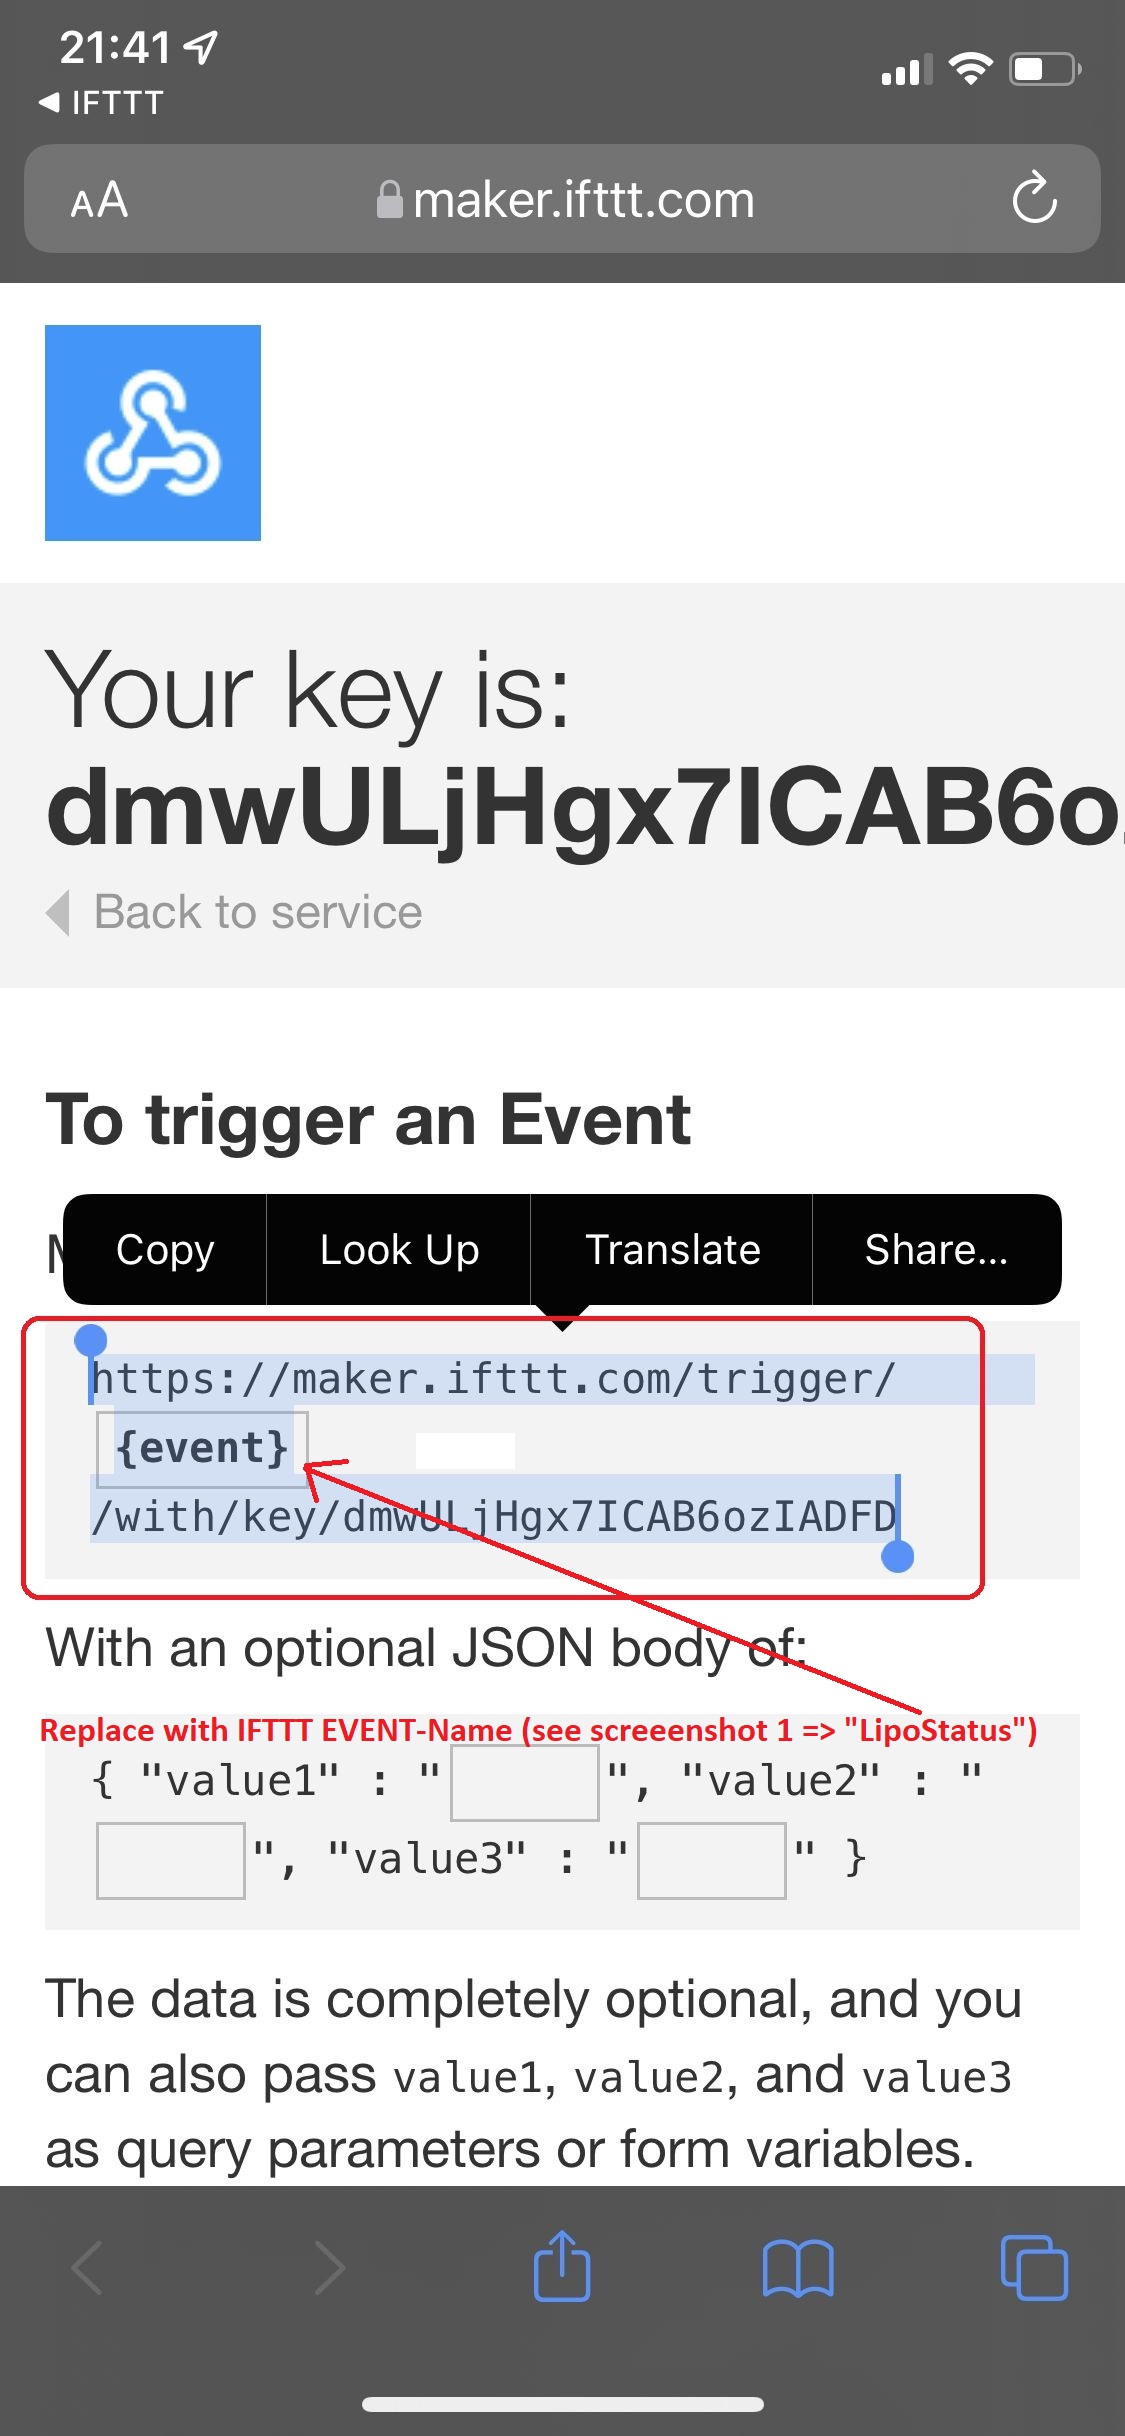 21:41
IFTTT
AA maker.ifttt.com
Your key is:
dmwULjHgx7ICAB6o
Back to service
To trigger an Event
Copy Look Up Translate Share...
https://maker.ifttt.com/trigger/
{event}
/with/key/dmwULjHgx7ICAB6ozIADFD
With an optional JSON body of:
Replace with IFTTT EVENT-Name (see screeenshot 1 => "LipoStatus")
{ "value1" : " ", "value2" : "
", "value3" : " " }
The data is completely optional, and you
can also pass value1, value2, and value3
as query parameters or form variables.